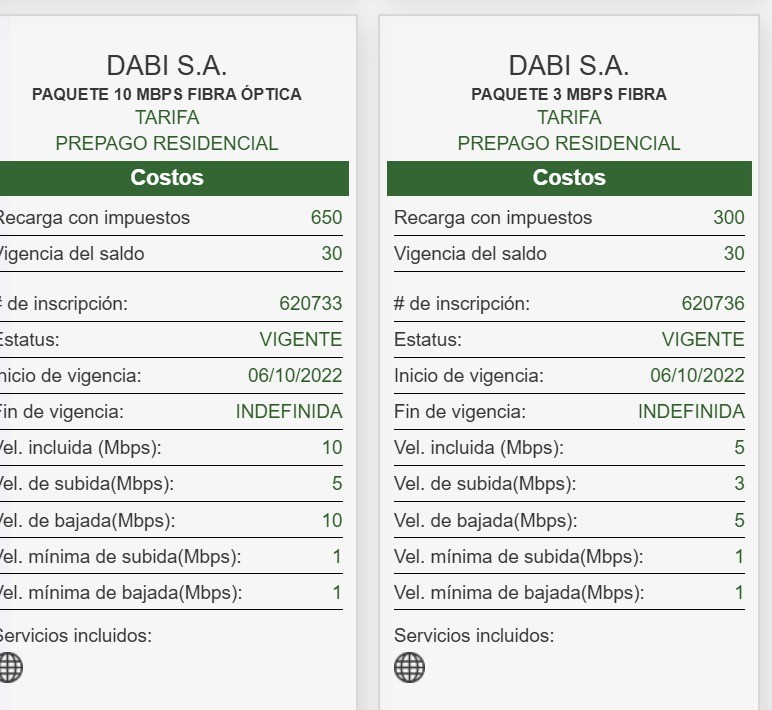 DABI S.A.
PAQUETE 10 MBPS FIBRA ÓPTICA
TARIFA
PREPAGO RESIDENCIAL
Costos
Recarga con impuestos 650
Vigencia del saldo 30
# de inscripción: 620733
Estatus: VIGENTE
Inicio de vigencia: 06/10/2022
Fin de vigencia: INDEFINIDA
Vel. incluida (Mbps): 10
Vel. de subida(Mbps): 5
Vel. de bajada(Mbps): 10
Vel. mínima de subida(Mbps): 1
Vel. mínima de bajada(Mbps): 1
Servicios incluidos:
DABI S.A.
PAQUETE 3 MBPS FIBRA
TARIFA
PREPAGO RESIDENCIAL
Costos
Recarga con impuestos 300
Vigencia del saldo 30
# de inscripción: 620736
Estatus: VIGENTE
Inicio de vigencia: 06/10/2022
Fin de vigencia: INDEFINIDA
Vel. incluida (Mbps): 5
Vel. de subida(Mbps): 3
Vel. de bajada(Mbps): 5
Vel. mínima de subida(Mbps): 1
Vel. mínima de bajada(Mbps): 1
Servicios incluidos: